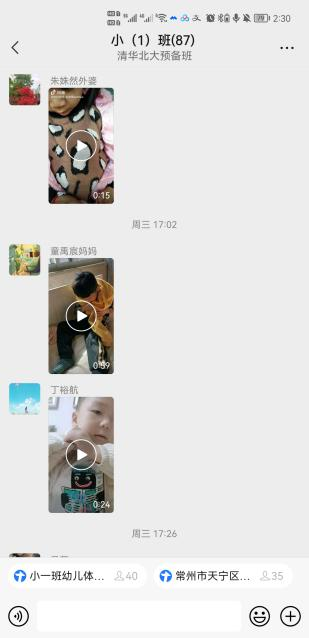 2:30
小（1）班(87)
清华北大预备班
朱姝然外婆
0:15
周三 17:02
童禹宸妈妈
0:59
丁裕航
0:24
周三 17:26
小一班幼儿体... 40
常州市天宁区... 35